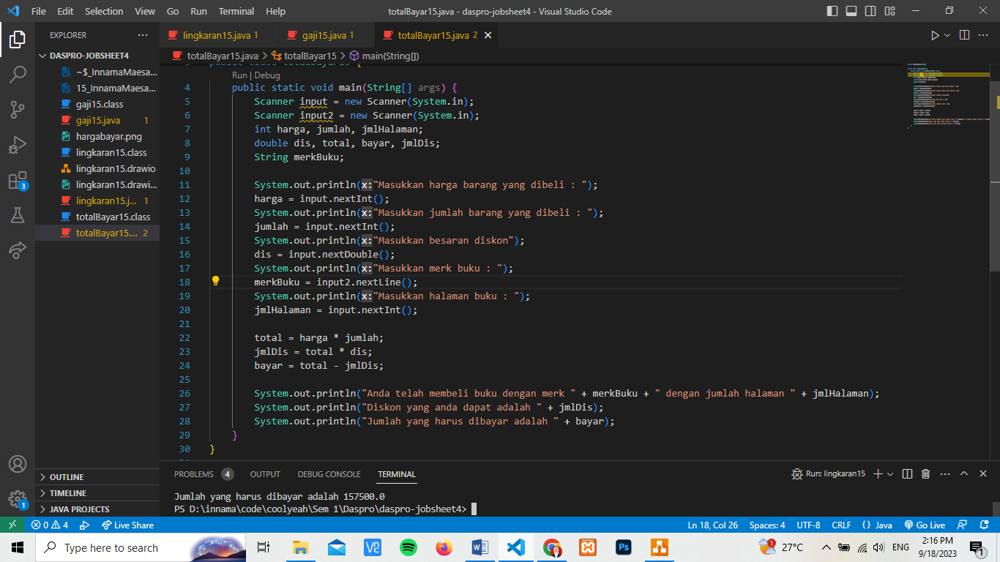 File Edit Selection View Go Run Terminal Help totalBayar15.java - daspro-jobsheet4 - Visual Studio Code
EXPLORER ···
lingkaran15.java 1 gaji15.java 1 totalBayar15.java 2
DASPRO-JOBSHEET4
~$_InnamaMaesa...
15_InnamaMaesa...
gaji15.class
gaji15.java 1
hargabayar.png
lingkaran15.class
lingkaran15.drawio
lingkaran15.drawi...
lingkaran15.j... 1
totalBayar15.class
totalBayar15.... 2
OUTLINE
TIMELINE
JAVA PROJECTS
3
1
totalBayar15.java > totalBayar15 > main(String[])
3 public class totalBayar15 {
Run | Debug
4 public static void main(String[] args) {
5 Scanner input = new Scanner(System.in);
6 Scanner input2 = new Scanner(System.in);
7 int harga, jumlah, jmlHalaman;
8 double dis, total, bayar, jmlDis;
9 String merkBuku;
10
11 System.out.println(x:"Masukkan harga barang yang dibeli : ");
12 harga = input.nextInt();
13 System.out.println(x:"Masukkan jumlah barang yang dibeli : ");
14 jumlah = input.nextInt();
15 System.out.println(x:"Masukkan besaran diskon");
16 dis = input.nextDouble();
17 System.out.println(x:"Masukkan merk buku : ");
18 merkBuku = input2.nextLine();
19 System.out.println(x:"Masukkan halaman buku : ");
20 jmlHalaman = input.nextInt();
21
22 total = harga * jumlah;
23 jmlDis = total * dis;
24 bayar = total - jmlDis;
25
26 System.out.println("Anda telah membeli buku dengan merk " + merkBuku + " dengan jumlah halaman " + jmlHalaman);
27 System.out.println("Diskon yang anda dapat adalah " + jmlDis);
28 System.out.println("Jumlah yang harus dibayar adalah " + bayar);
29 }
30 }
PROBLEMS 4 OUTPUT DEBUG CONSOLE TERMINAL Run: lingkaran15
Jumlah yang harus dibayar adalah 157500.0
PS D:\innama\code\coolyeah\Sem 1\Daspro\daspro-jobsheet4>
0 4 Live Share Ln 18, Col 26 Spaces: 4 UTF-8 CRLF {} Java Go Live
Type here to search VE W Ps 1 27°C ENG 2:16 PM 1
9/18/2023